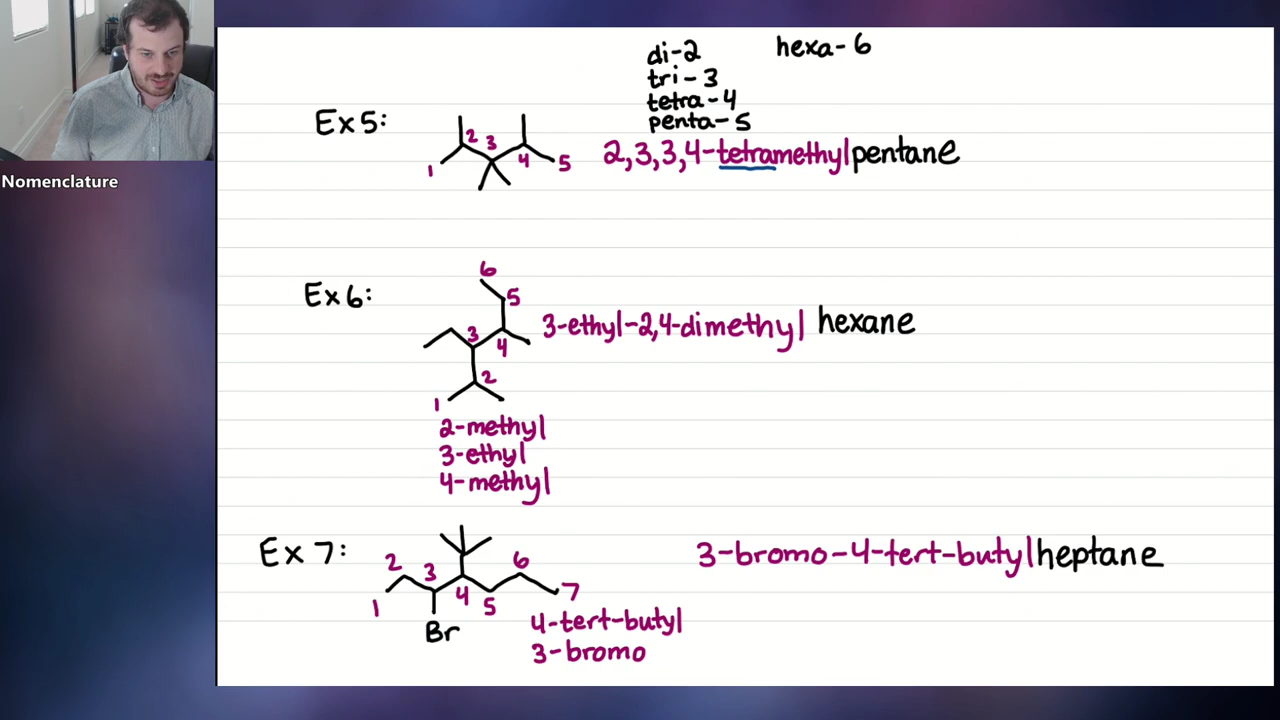 di-2 hexa-6
tri-3
tetra-4
penta-5
Ex 5:
1 2 3 4 5
2,3,3,4-tetramethylpentane
Nomenclature
Ex 6:
6
5
3-ethyl-2,4-dimethyl hexane
3
4
2
1
2-methyl
3-ethyl
4-methyl
Ex 7:
1 2 3 4 5 6 7
3-bromo-4-tert-butylheptane
Br
4-tert-butyl
3-bromo